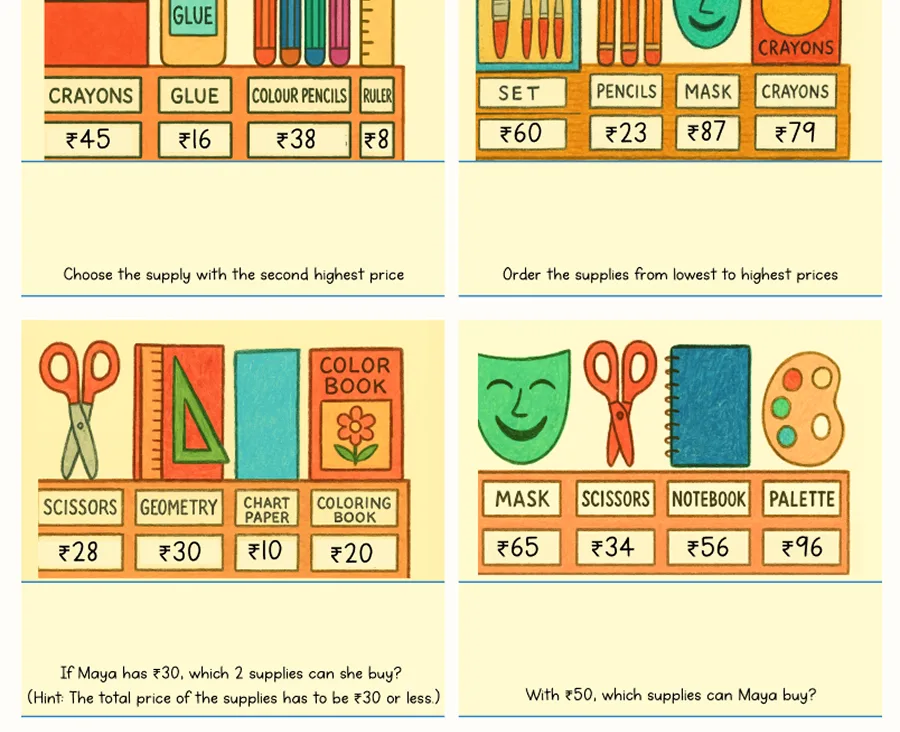 GLUE
CRAYONS GLUE COLOUR PENCILS RULER
₹45 ₹16 ₹38 ₹8
Choose the supply with the second highest price
CRAYONS
SET PENCILS MASK CRAYONS
₹60 ₹23 ₹87 ₹79
Order the supplies from lowest to highest prices
COLOR
BOOK
SCISSORS GEOMETRY CHART PAPER COLORING BOOK
₹28 ₹30 ₹10 ₹20
If Maya has ₹30, which 2 supplies can she buy?
(Hint: The total price of the supplies has to be ₹30 or less.)
MASK SCISSORS NOTEBOOK PALETTE
₹65 ₹34 ₹56 ₹96
With ₹50, which supplies can Maya buy?